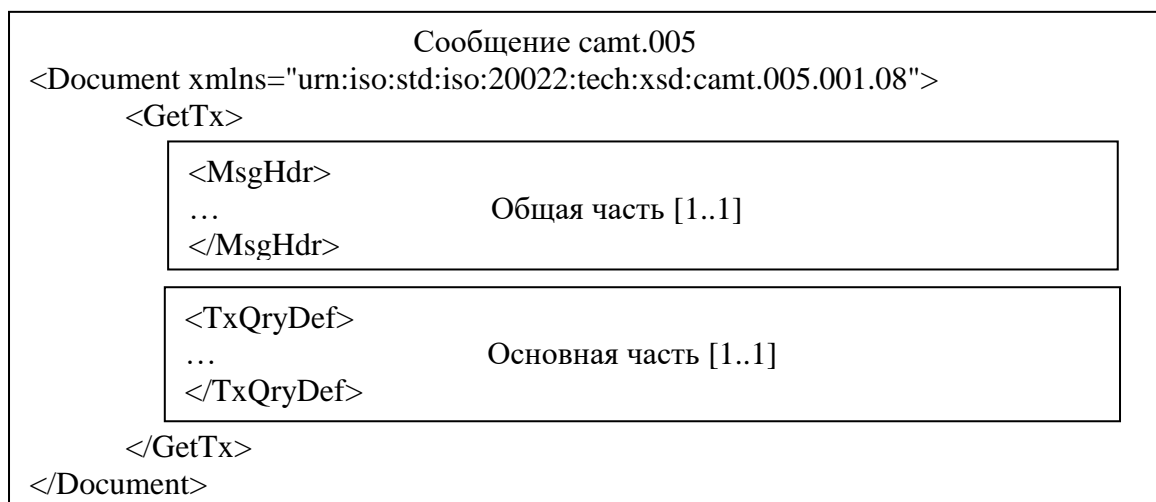 Сообщение camt.005
<Document xmlns="urn:iso:std:iso:20022:tech:xsd:camt.005.001.08">
<GetTx>
<MsgHdr>
… Общая часть [1..1]
</MsgHdr>
<TxQryDef>
… Основная часть [1..1]
</TxQryDef>
</GetTx>
</Document>